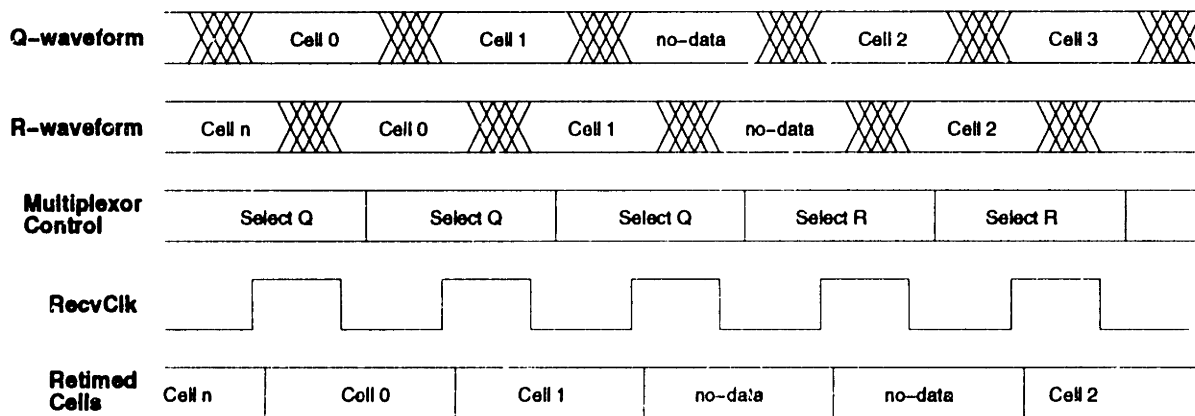 Q-waveform Cell 0 Cell 1 no-data Cell 2 Cell 3
R-waveform Cell n Cell 0 Cell 1 no-data Cell 2
Multiplexor
Control Select Q Select Q Select Q Select R Select R
RecvClk
Retimed
Cells Cell n Cell 0 Cell 1 no-data no-data Cell 2